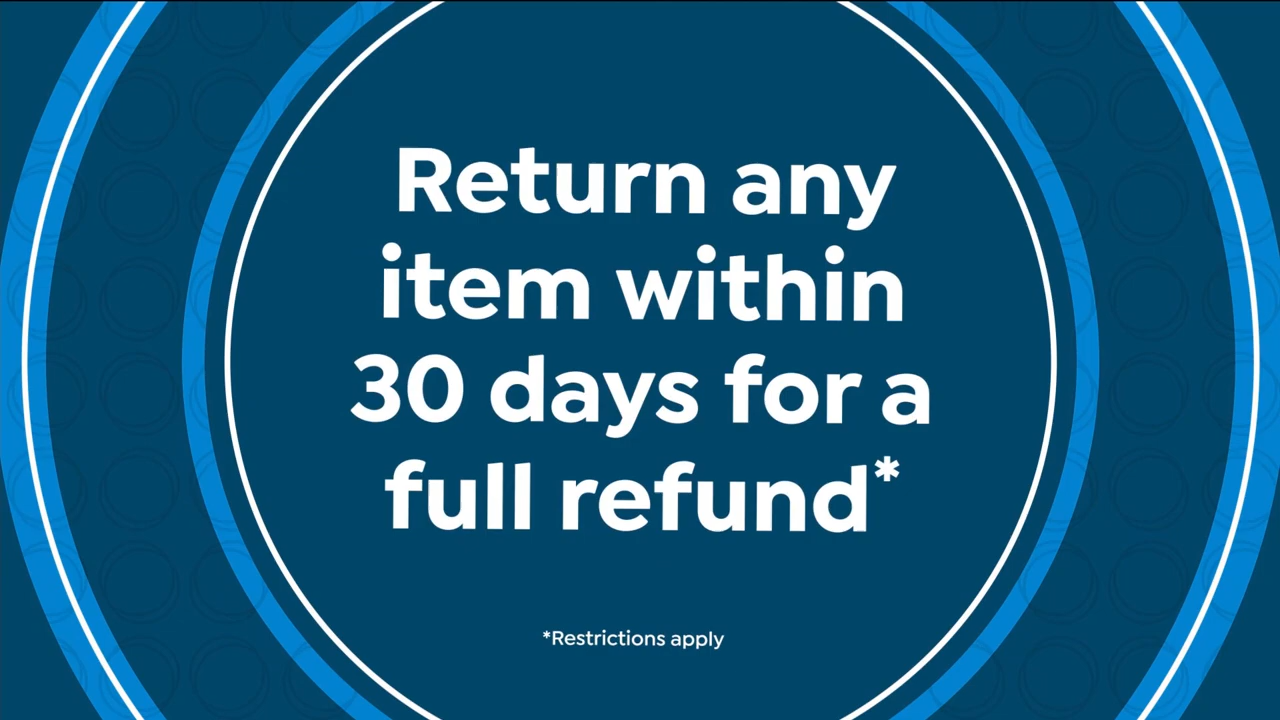 Return any
item within
30 days for a
full refund*
*Restrictions apply